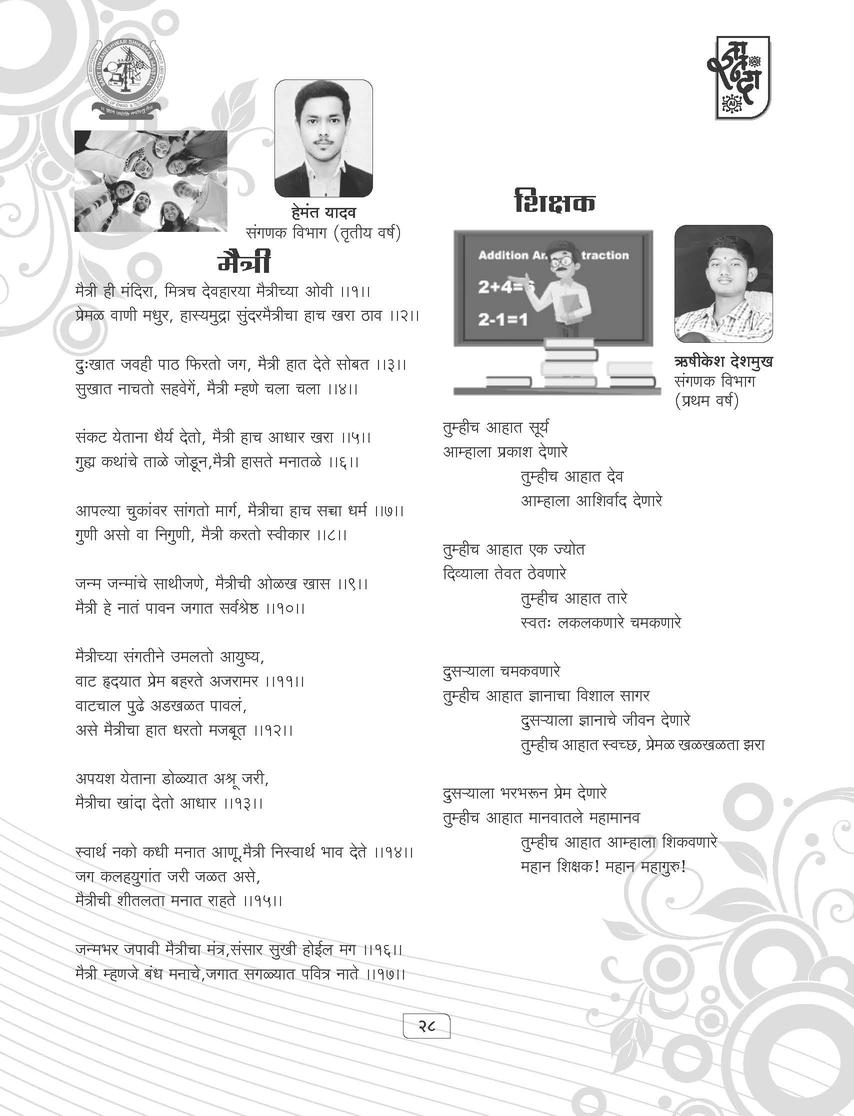 हेमंत यादव
संगणक विभाग (तृतीय वर्ष)
मैत्री
मैत्री ही मंदिरा, मित्रच देवहारया मैत्रीच्या ओवी ।।१।।
प्रेमळ वाणी मधुर, हास्यमुद्रा सुंदरमैत्रीचा हाच खरा ठाव ।।२।।
दुःखात जवही पाठ फिरतो जग, मैत्री हात देते सोबत ।।३।।
सुखात नाचतो सहवेगें, मैत्री म्हणे चला चला ।।४।।
संकट येताना धैर्य देतो, मैत्री हाच आधार खरा ।।५।।
गुह्य कथांचे ताळे जोडून,मैत्री हासते मनातळे ।।६।।
आपल्या चुकांवर सांगतो मार्ग, मैत्रीचा हाच सच्चा धर्म ।।७।।
गुणी असो वा निगुणी, मैत्री करतो स्वीकार ।।८।।
जन्म जन्मांचे साथीजणे, मैत्रीची ओळख खास ।।९।।
मैत्री हे नातं पावन जगात सर्वश्रेष्ठ ।।१०।।
मैत्रीच्या संगतीने उमलतो आयुष्य,
वाट हृदयात प्रेम बहरते अजरामर ।।११।।
वाटचाल पुढे अडखळत पावलं,
असे मैत्रीचा हात धरतो मजबूत ।।१२।।
अपयश येताना डोळ्यात अश्रू जरी,
मैत्रीचा खांदा देतो आधार ।।१३।।
स्वार्थ नको कधी मनात आणू,मैत्री निस्वार्थ भाव देते ।।१४।।
जग कलहयुगांत जरी जळत असे,
मैत्रीची शीतलता मनात राहते ।।१५।।
जन्मभर जपावी मैत्रीचा मंत्र,संसार सुखी होईल मग ।।१६।।
मैत्री म्हणजे बंध मनाचे,जगात सगळ्यात पवित्र नाते ।।१७।।
शिक्षक
Addition An traction
2+4=6
2-1=1
ऋषीकेश देशमुख
संगणक विभाग
(प्रथम वर्ष)
तुम्हीच आहात सूर्य
आम्हाला प्रकाश देणारे
तुम्हीच आहात देव
आम्हाला आशिर्वाद देणारे
तुम्हीच आहात एक ज्योत
दिव्याला तेवत ठेवणारे
तुम्हीच आहात तारे
स्वतः लकलकणारे चमकणारे
दुसऱ्याला चमकवणारे
तुम्हीच आहात ज्ञानाचा विशाल सागर
दुसऱ्याला ज्ञानाचे जीवन देणारे
तुम्हीच आहात स्वच्छ, प्रेमळ खळखळता झरा
दुसऱ्याला भरभरून प्रेम देणारे
तुम्हीच आहात मानवातले महामानव
तुम्हीच आहात आम्हाला शिकवणारे
महान शिक्षक! महान महागुरु!
२८